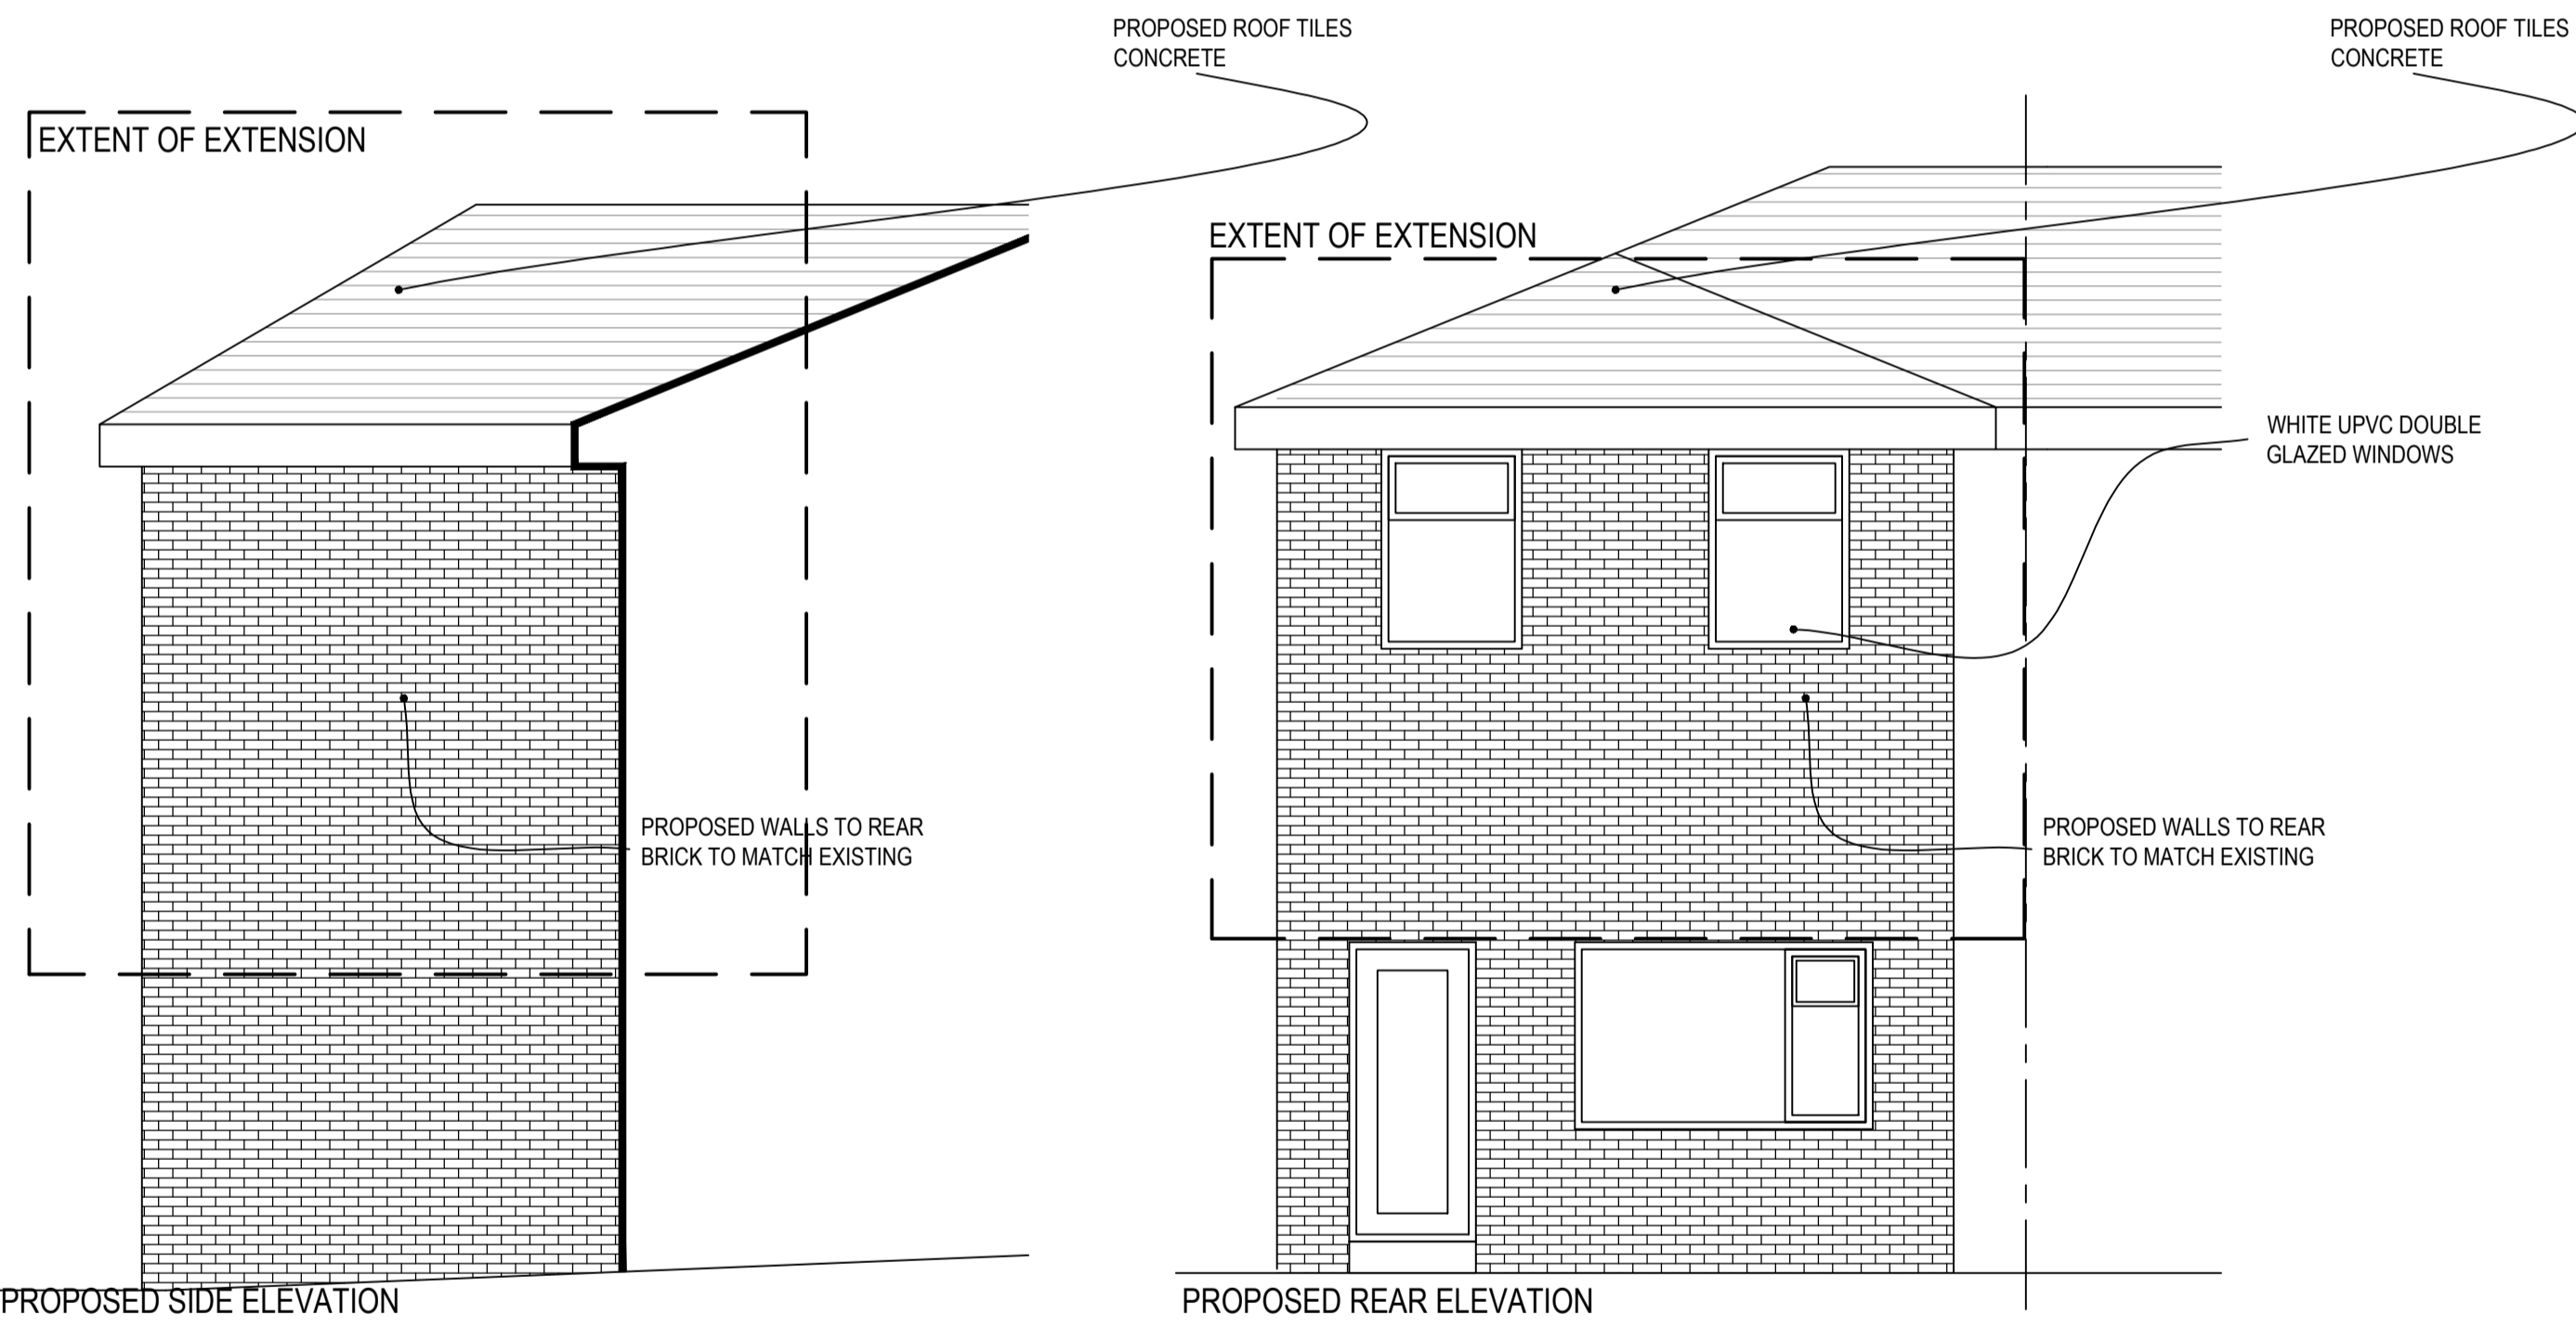 PROPOSED ROOF TILES
CONCRETE
PROPOSED ROOF TILES
CONCRETE
EXTENT OF EXTENSION
EXTENT OF EXTENSION
WHITE UPVC DOUBLE
GLAZED WINDOWS
PROPOSED WALLS TO REAR
BRICK TO MATCH EXISTING
PROPOSED WALLS TO REAR
BRICK TO MATCH EXISTING
PROPOSED SIDE ELEVATION
PROPOSED REAR ELEVATION